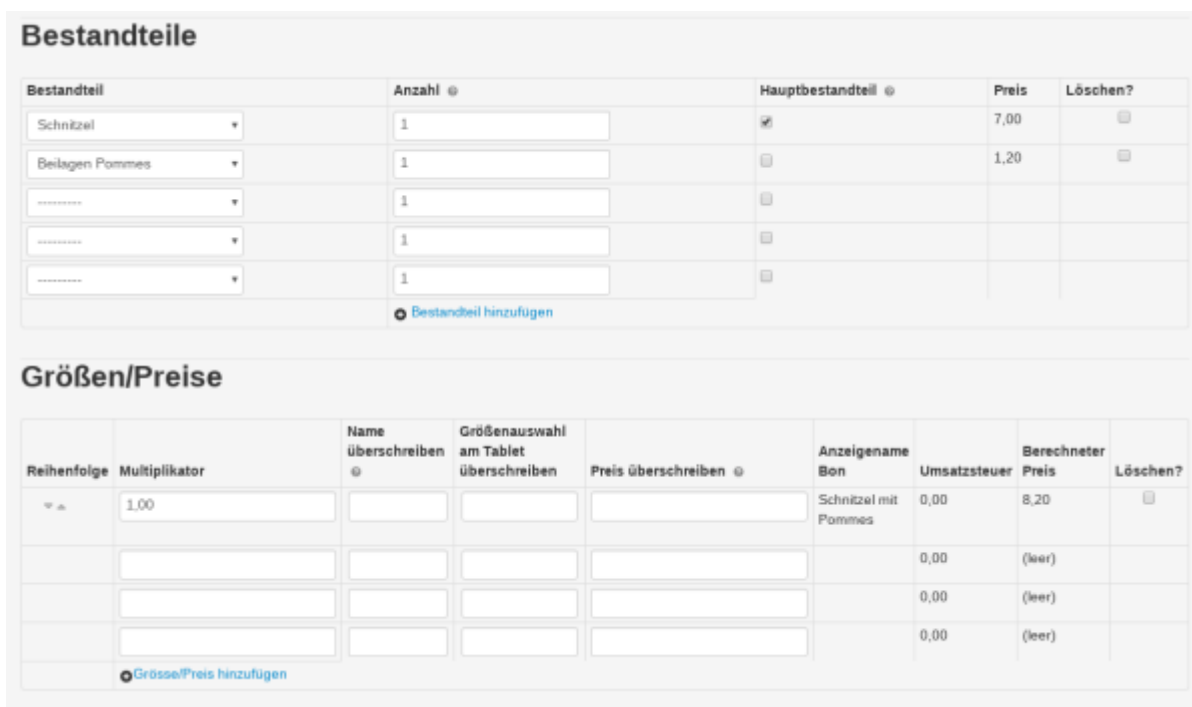 Bestandteile
Bestandteil Anzahl Hauptbestandteil Preis Löschen?
Schnitzel 1 7,00
Beilagen Pommes 1 1,20
--------- 1
--------- 1
--------- 1
Bestandteil hinzufügen
Größen/Preise
Name Größenauswahl
überschreiben am Tablet Anzeigename Berechneter
Reihenfolge Multiplikator überschreiben Preis überschreiben Bon Umsatzsteuer Preis Löschen?
1,00 Schnitzel mit 0,00 8,20
Pommes
0,00 (leer)
0,00 (leer)
0,00 (leer)
Grösse/Preis hinzufügen